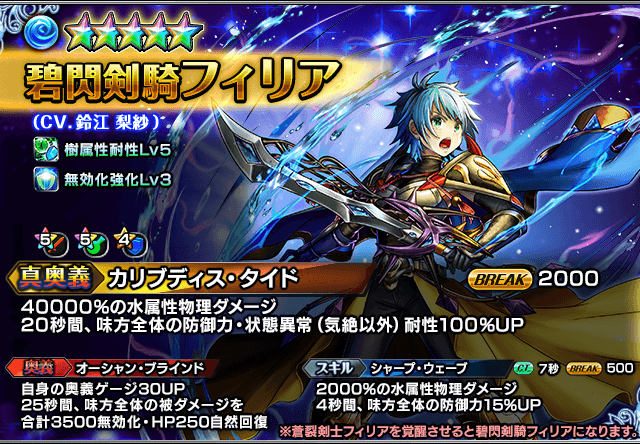 碧閃剣騎フィリア
(CV.鈴江 梨紗)
樹属性耐性Lv5
無効化強化Lv3
5 5 4
真奥義 カリブディス・タイド BREAK 2000
40000%の水属性物理ダメージ
20秒間、味方全体の防御力・状態異常(気絶以外)耐性100%UP
奥義 オーシャン・ブラインド
自身の奥義ゲージ30UP
25秒間、味方全体の被ダメージを
合計3500無効化・HP250自然回復
スキル シャープ・ウェーブ C.T. 7秒 BREAK 500
2000%の水属性物理ダメージ
4秒間、味方全体の防御力15%UP
※蒼裂剣士フィリアを覚醒させると碧閃剣騎フィリアになります。